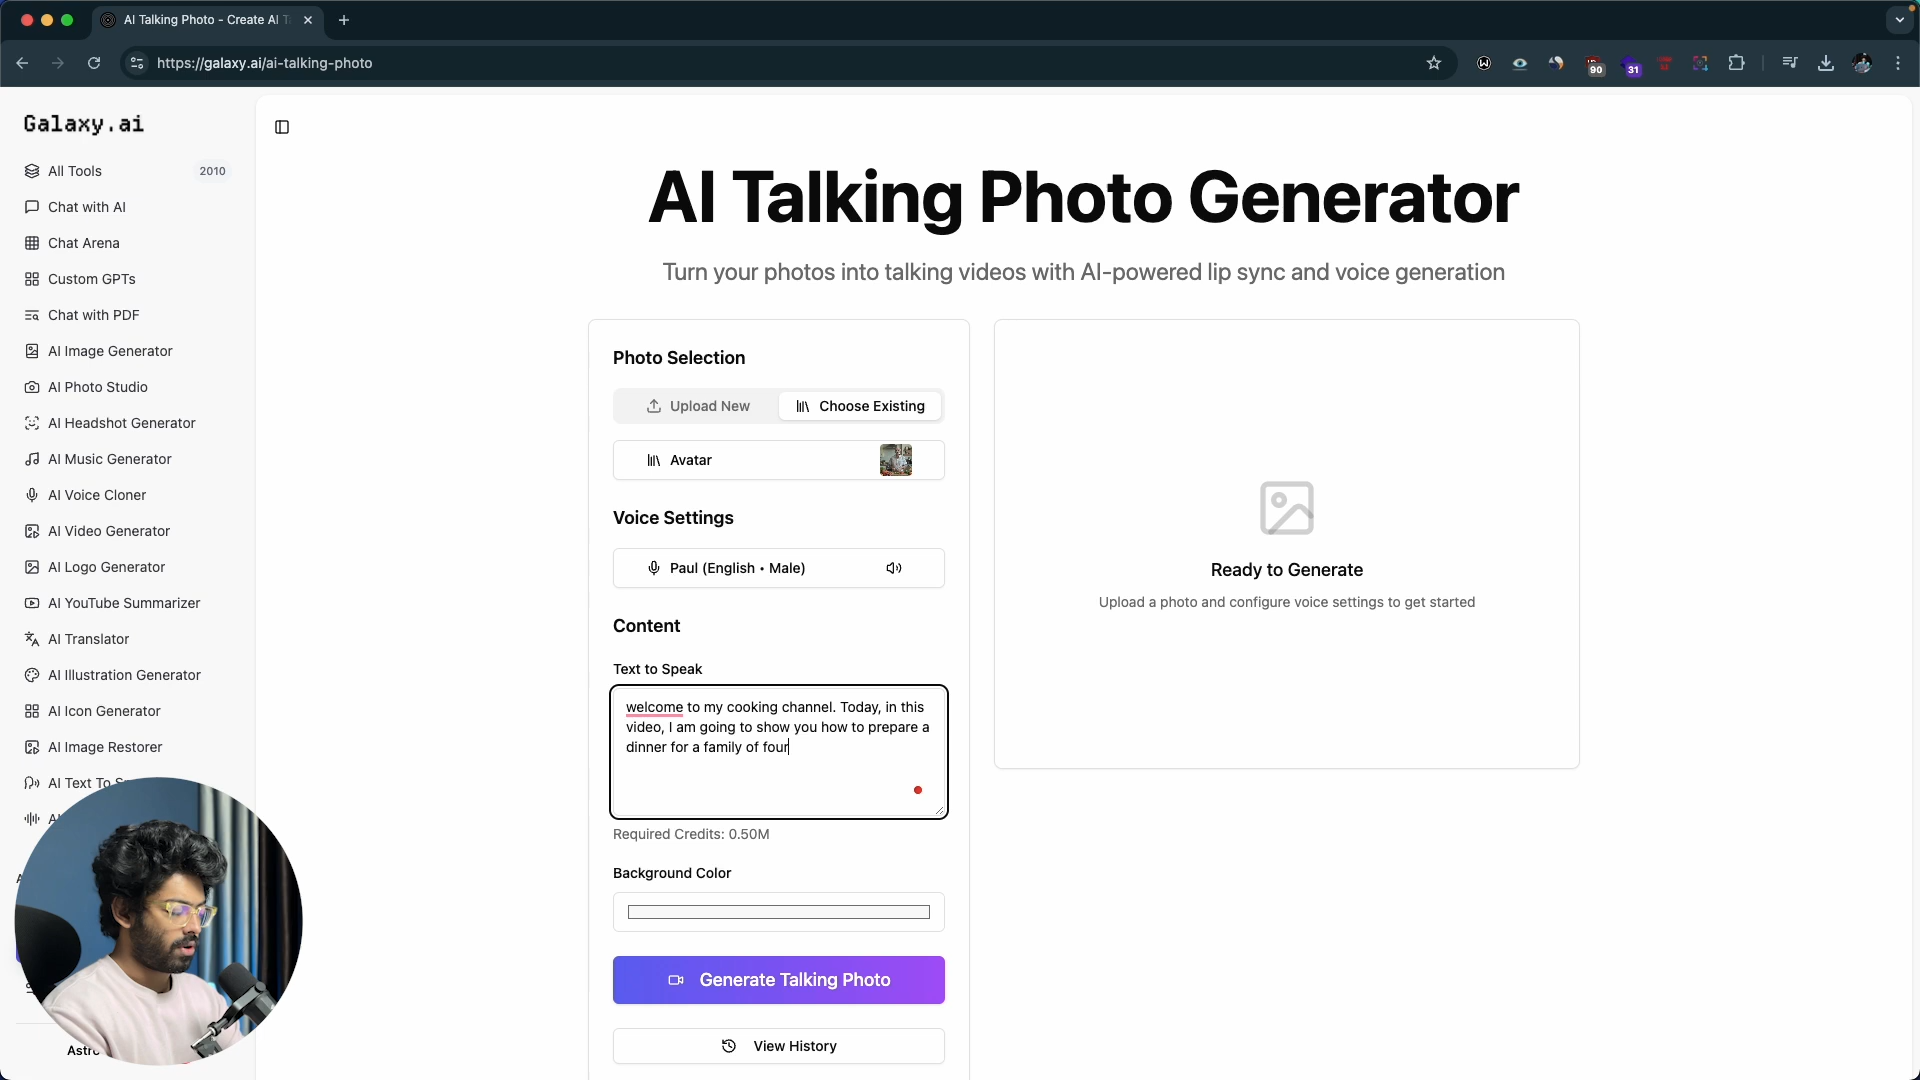 AI Talking Photo - Create AI T
https://galaxy.ai/ai-talking-photo
90
31
Galaxy.ai
All Tools
2010
Chat with AI
Chat Arena
Custom GPTs
Chat with PDF
AI Image Generator
AI Photo Studio
AI Headshot Generator
AI Music Generator
AI Voice Cloner
AI Video Generator
AI Logo Generator
AI YouTube Summarizer
AI Translator
AI Illustration Generator
AI Icon Generator
AI Image Restorer
AI Text To
AI Talking Photo Generator
Turn your photos into talking videos with AI-powered lip sync and voice generation
Photo Selection
Upload New
Choose Existing
Avatar
Voice Settings
Paul (English • Male)
Content
Text to Speak
welcome to my cooking channel. Today, in this
video, I am going to show you how to prepare a
dinner for a family of four
Required Credits: 0.50M
Background Color
Generate Talking Photo
View History
Ready to Generate
Upload a photo and configure voice settings to get started